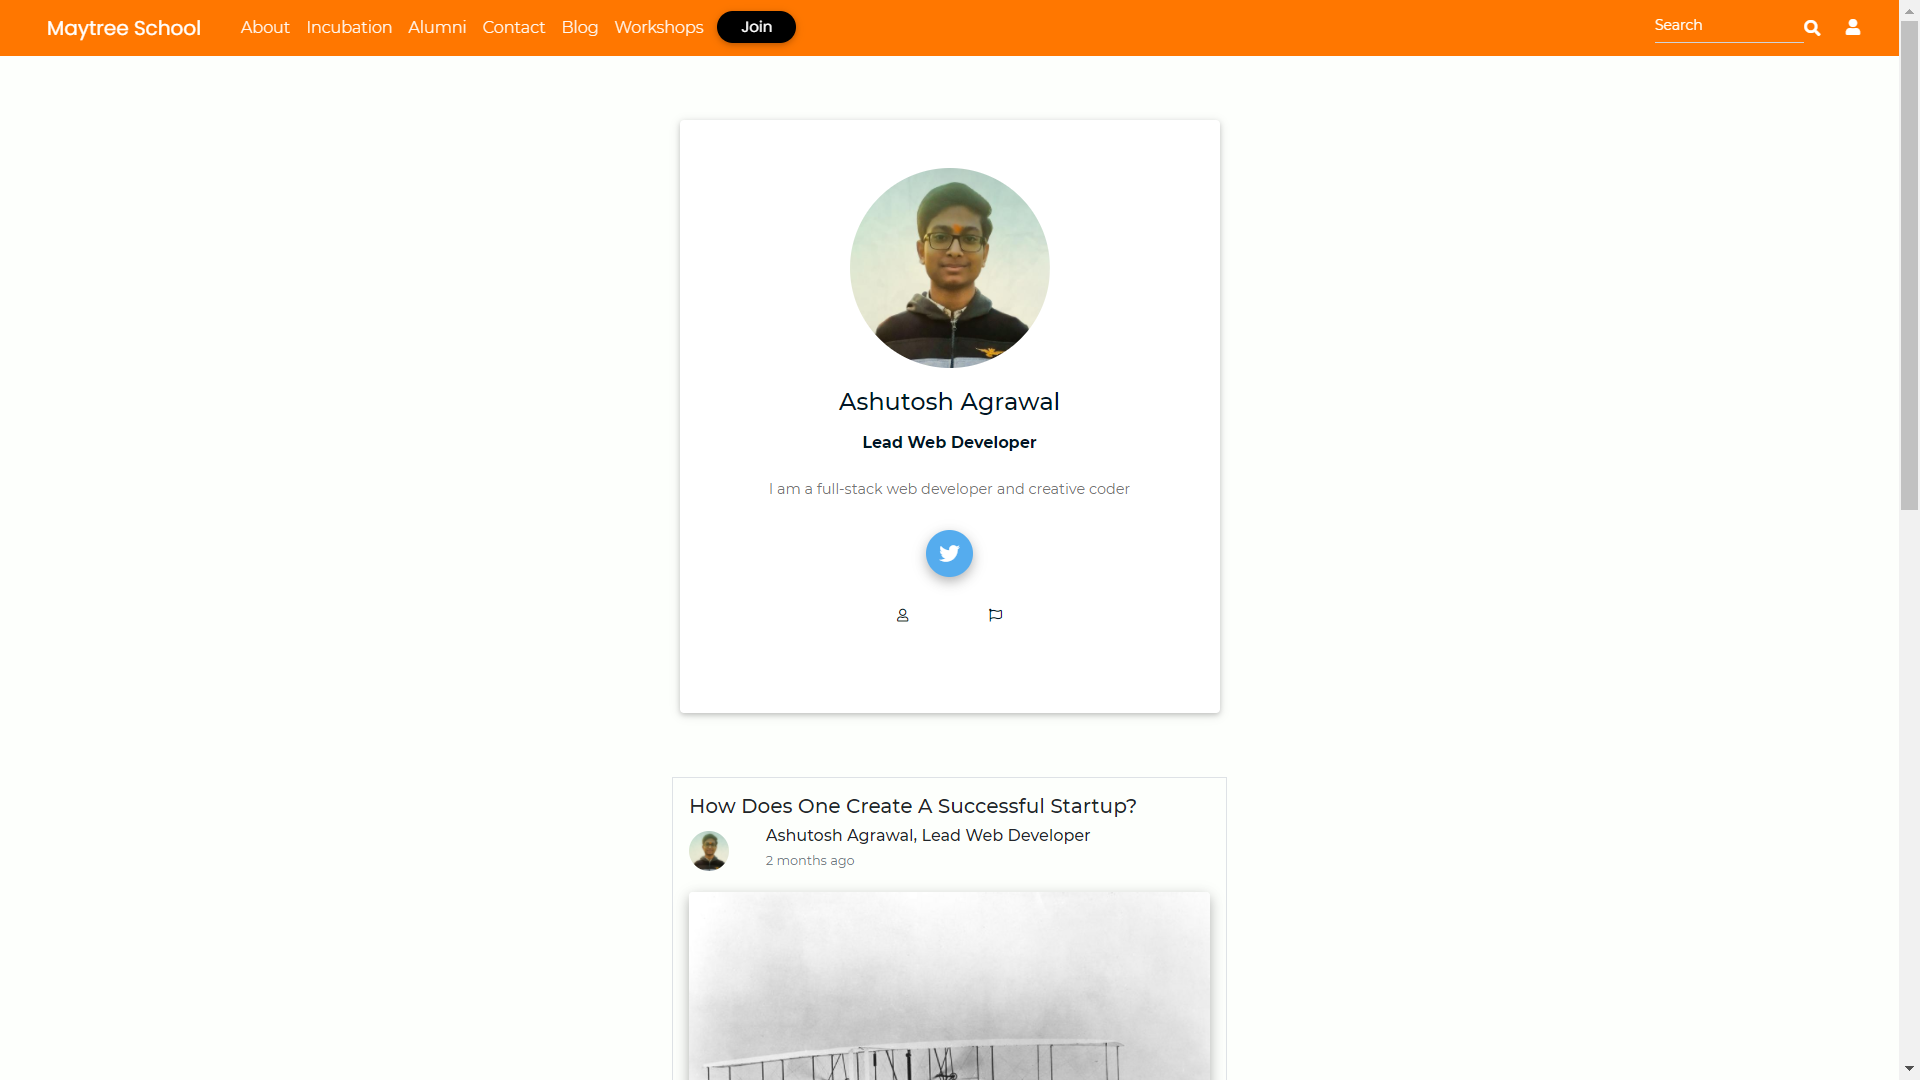 Maytree School About Incubation Alumni Contact Blog Workshops Join Search
Ashutosh Agrawal
Lead Web Developer
I am a full-stack web developer and creative coder
How Does One Create A Successful Startup?
Ashutosh Agrawal, Lead Web Developer
2 months ago